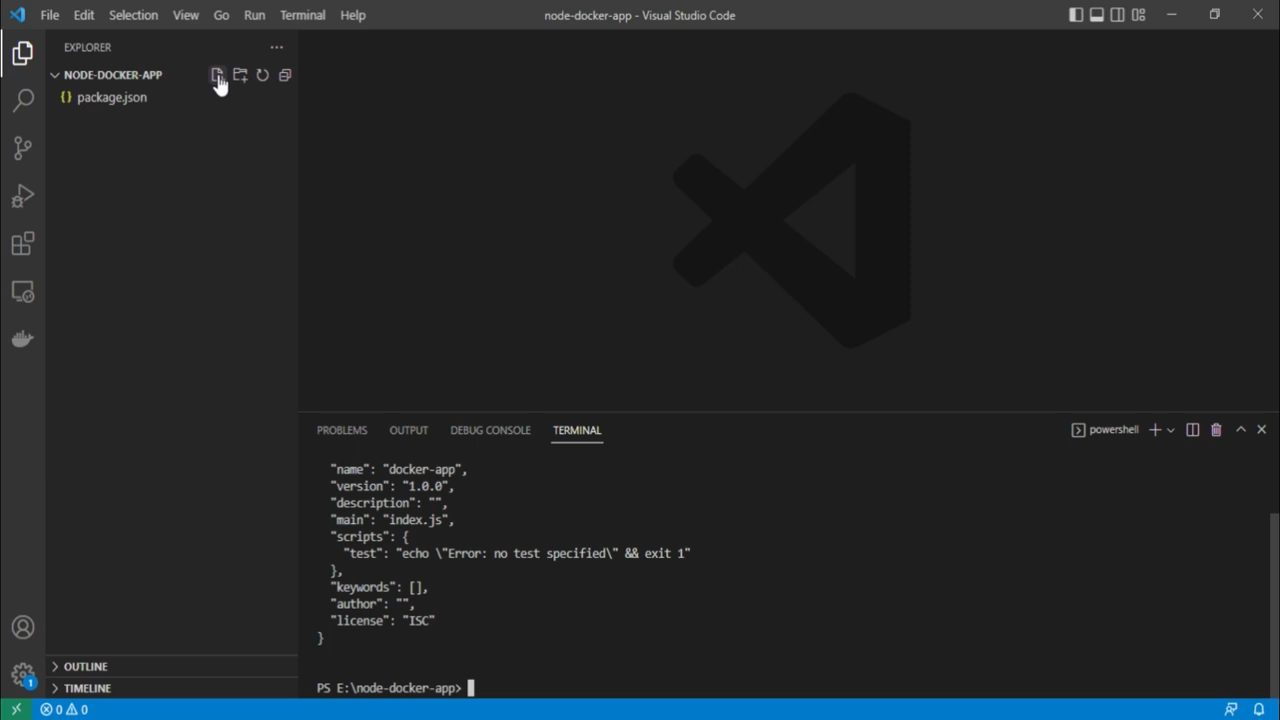 File Edit Selection View Go Run Terminal Help
node-docker-app - Visual Studio Code
EXPLORER
NODE-DOCKER-APP
{} package.json
PROBLEMS OUTPUT DEBUG CONSOLE TERMINAL
powershell
"name": "docker-app",
"version": "1.0.0",
"description": "",
"main": "index.js",
"scripts": {
"test": "echo \"Error: no test specified\" && exit 1"
},
"keywords": [],
"author": "",
"license": "ISC"
}
PS E:\node-docker-app>
OUTLINE
TIMELINE
1
0 0